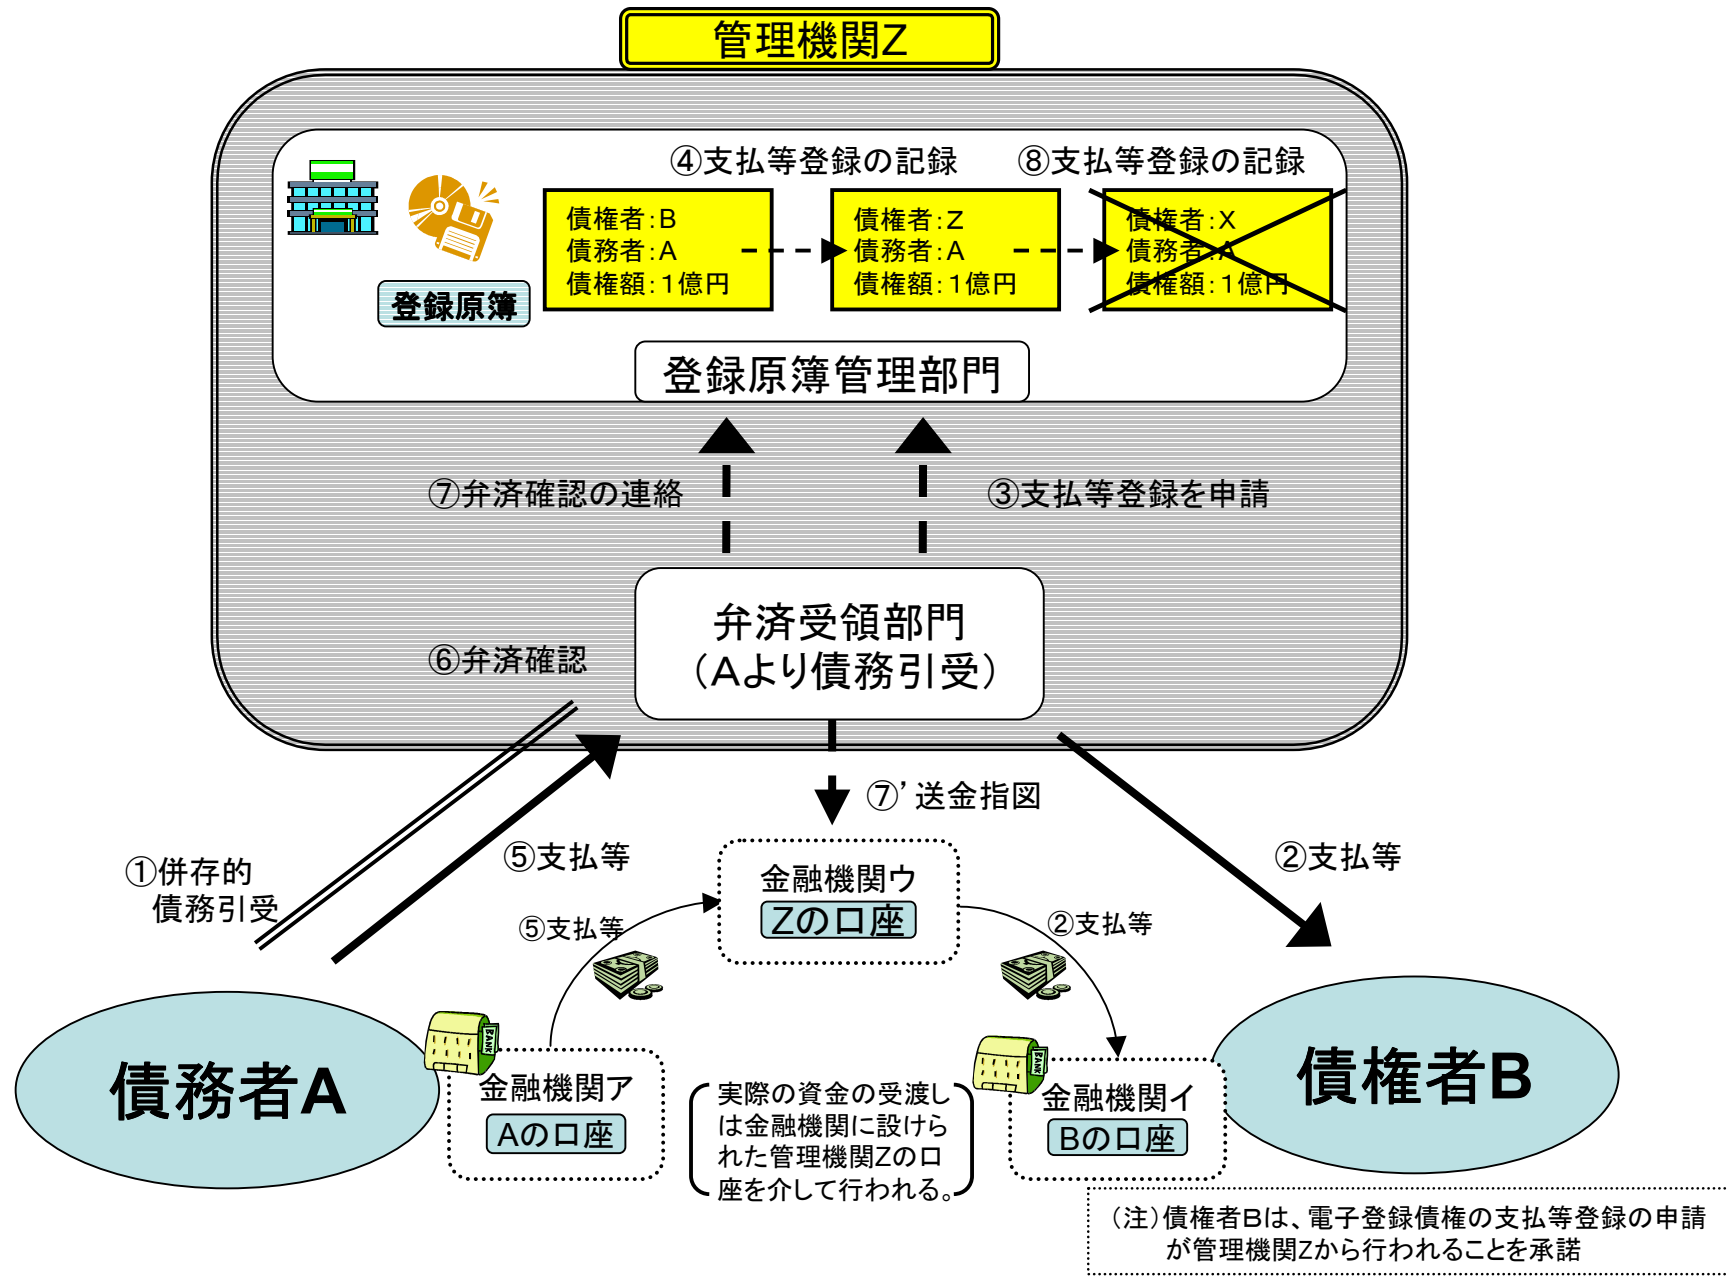 管理機関Z
④支払等登録の記録
⑧支払等登録の記録
債権者：B
債務者：A
債権額：１億円
債権者：Z
債務者：A
債権額：１億円
債権者：X
債務者：A
債権額：１億円
登録原簿
登録原簿管理部門
⑦弁済確認の連絡
③支払等登録を申請
弁済受領部門
（Aより債務引受）
⑥弁済確認
⑦’送金指図
①併存的
債務引受
⑤支払等
②支払等
金融機関ウ
Zの口座
⑤支払等
②支払等
債務者A
BANK
金融機関ア
Aの口座
実際の資金の受渡し
は金融機関に設けら
れた管理機関Zの口
座を介して行われる。
BANK
金融機関イ
Bの口座
債権者B
（注）債権者Bは、電子登録債権の支払等登録の申請
が管理機関Zから行われることを承諾